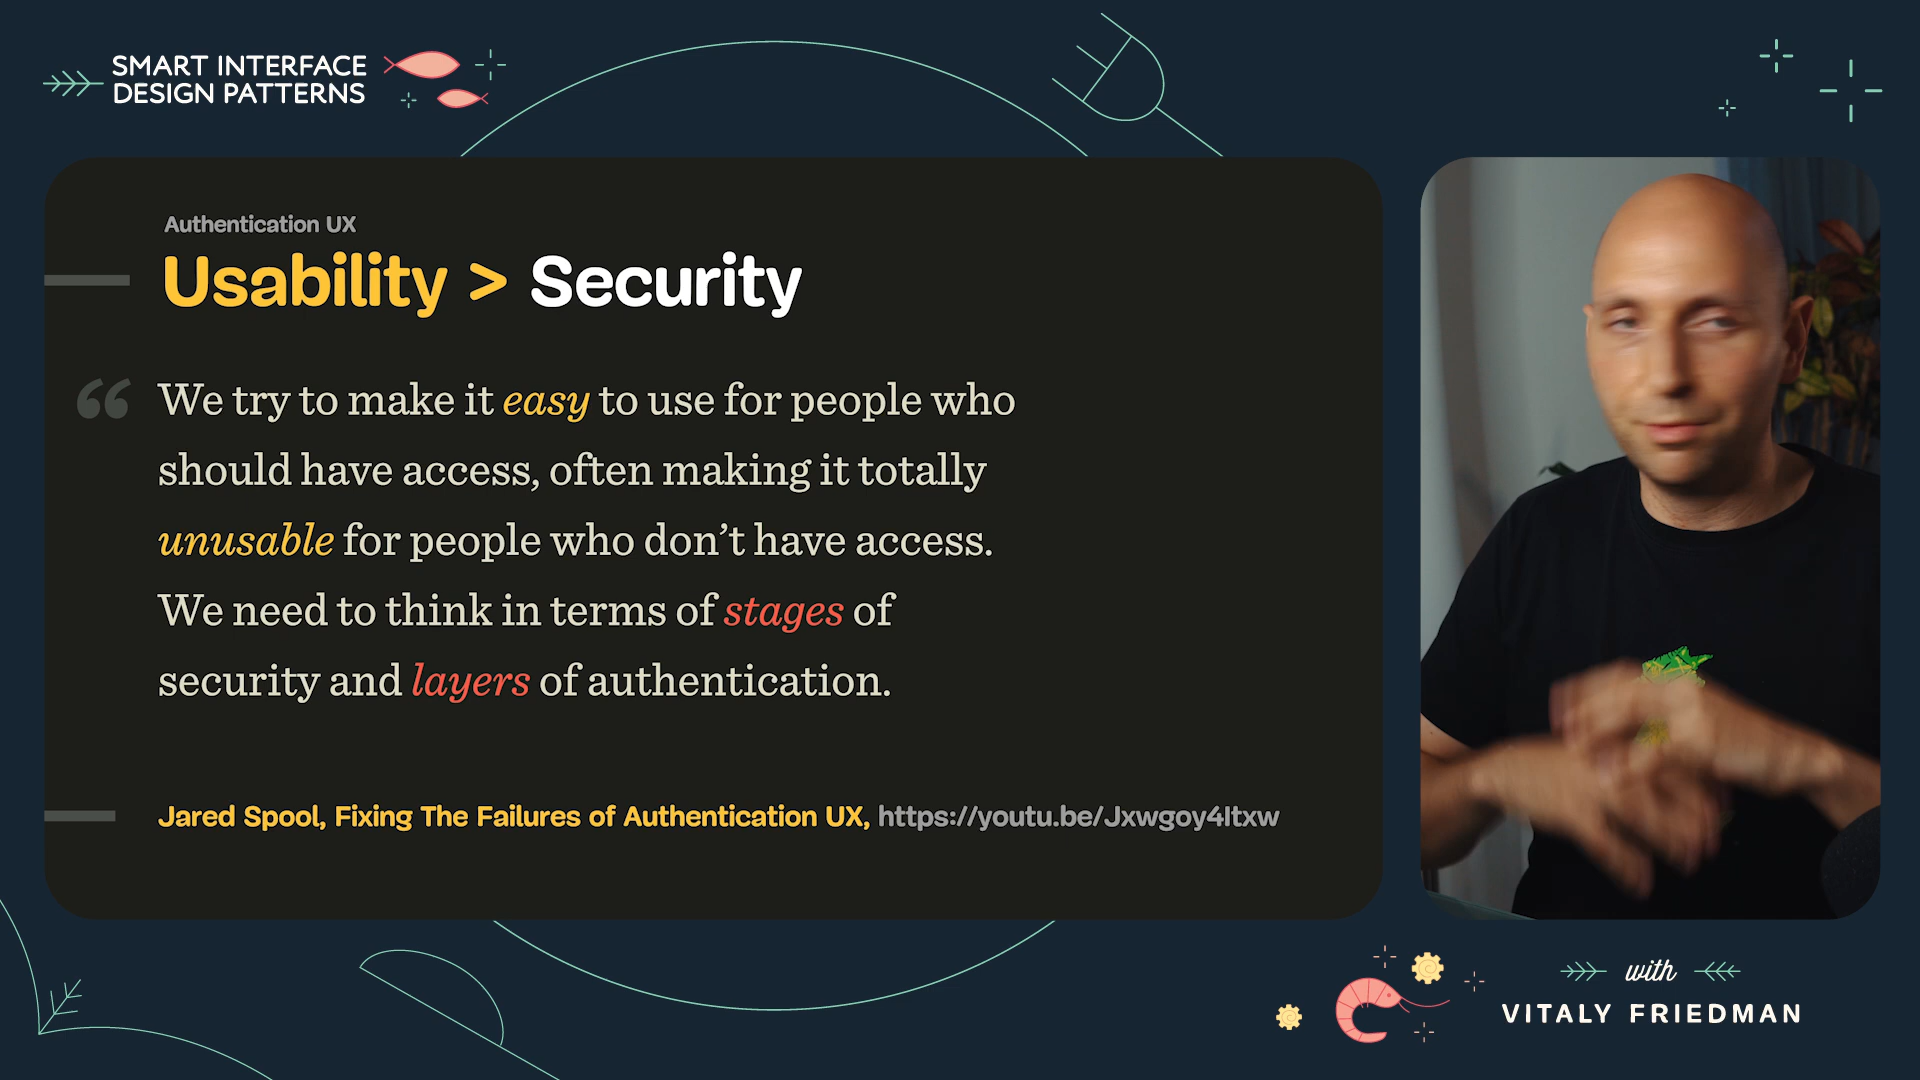 SMART INTERFACE
DESIGN PATTERNS
Authentication UX
Usability > Security
“We try to make it easy to use for people who
should have access, often making it totally
unusable for people who don’t have access.
We need to think in terms of stages of
security and layers of authentication.
Jared Spool, Fixing The Failures of Authentication UX, https://youtu.be/Jxwgoy4Itxw
with
VITALY FRIEDMAN